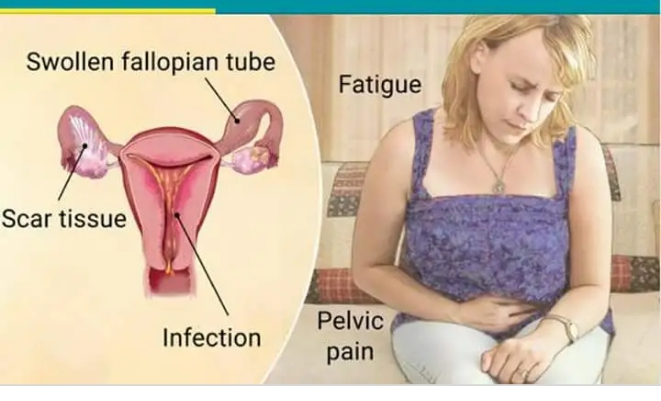 Swollen fallopian tube
Scar tissue
Infection
Fatigue
Pelvic
pain